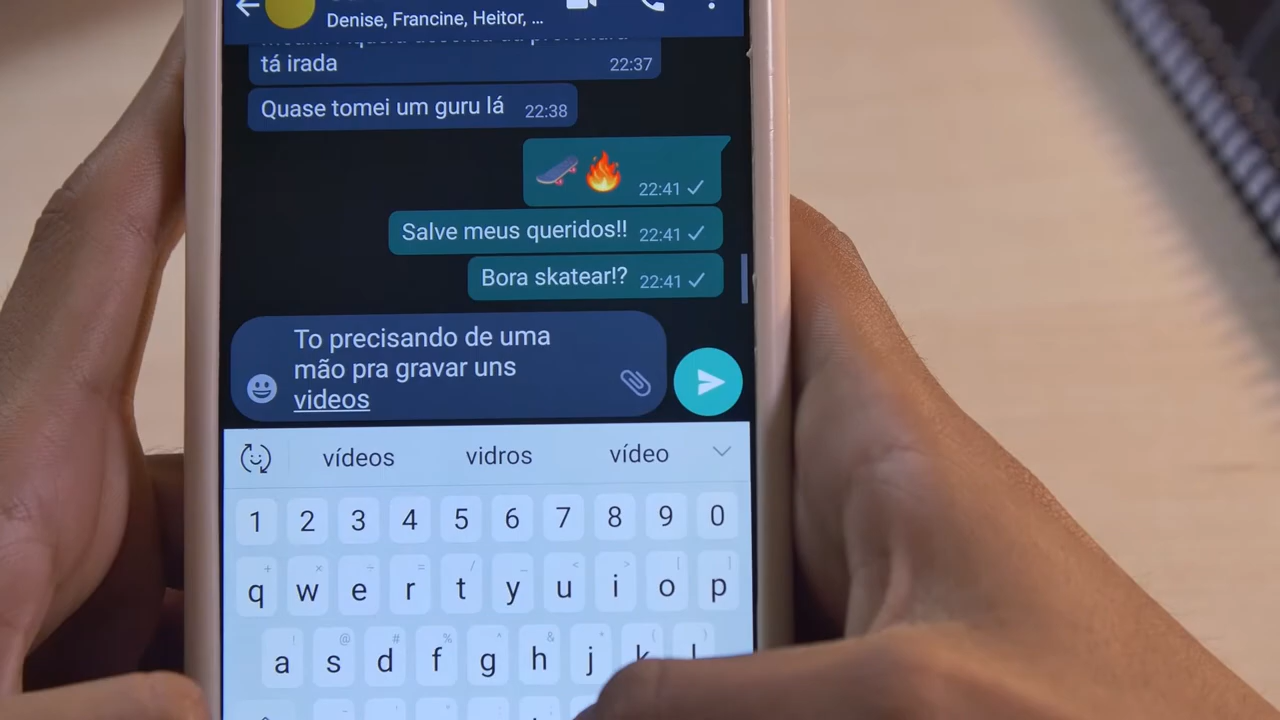 Denise, Francine, Heitor, ...
tá irada 22:37
Quase tomei um guru lá 22:38
22:41
Salve meus queridos!! 22:41
Bora skatear!? 22:41
To precisando de uma
mão pra gravar uns
videos
vídeos vidros vídeo
1 2 3 4 5 6 7 8 9 0
q w e r t y u i o p
a s d f g h j k l